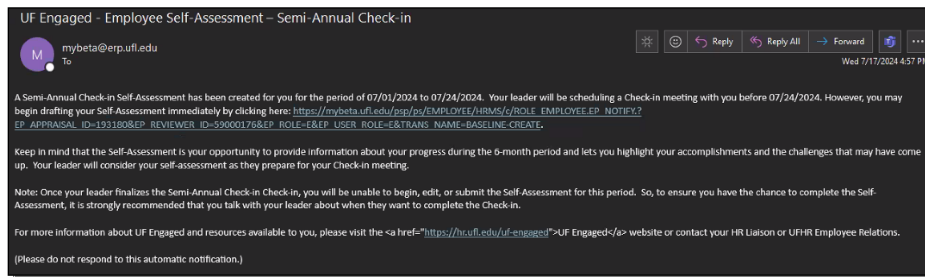 UF Engaged - Employee Self-Assessment – Semi-Annual Check-in
M
mybeta@erp.ufl.edu
To
Reply
Reply All
Forward
Wed 7/17/2024 4:57 PM
A Semi-Annual Check-in Self-Assessment has been created for you for the period of 07/01/2024 to 07/24/2024. Your leader will be scheduling a Check-in meeting with you before 07/24/2024. However, you may
begin drafting your Self-Assessment immediately by clicking here: https://mybeta.ufl.edu/psp/ps/EMPLOYEE/HRMS/c/ROLE_EMPLOYEE.EP_NOTIFY.?
EP_APPRAISAL_ID=193180&EP_REVIEWER_ID=59000176&EP_ROLE=E&EP_USER_ROLE=E&TRANS_NAME=BASELINE-CREATE.
Keep in mind that the Self-Assessment is your opportunity to provide information about your progress during the 6-month period and lets you highlight your accomplishments and the challenges that may have come
up. Your leader will consider your self-assessment as they prepare for your Check-in meeting.
Note: Once your leader finalizes the Semi-Annual Check-in Check-in, you will be unable to begin, edit, or submit the Self-Assessment for this period. So, to ensure you have the chance to complete the Self-
Assessment, it is strongly recommended that you talk with your leader about when they want to complete the Check-in.
For more information about UF Engaged and resources available to you, please visit the <a href="https://hr.ufl.edu/uf-engaged">UF Engaged</a> website or contact your HR Liaison or UFHR Employee Relations.
(Please do not respond to this automatic notification.)